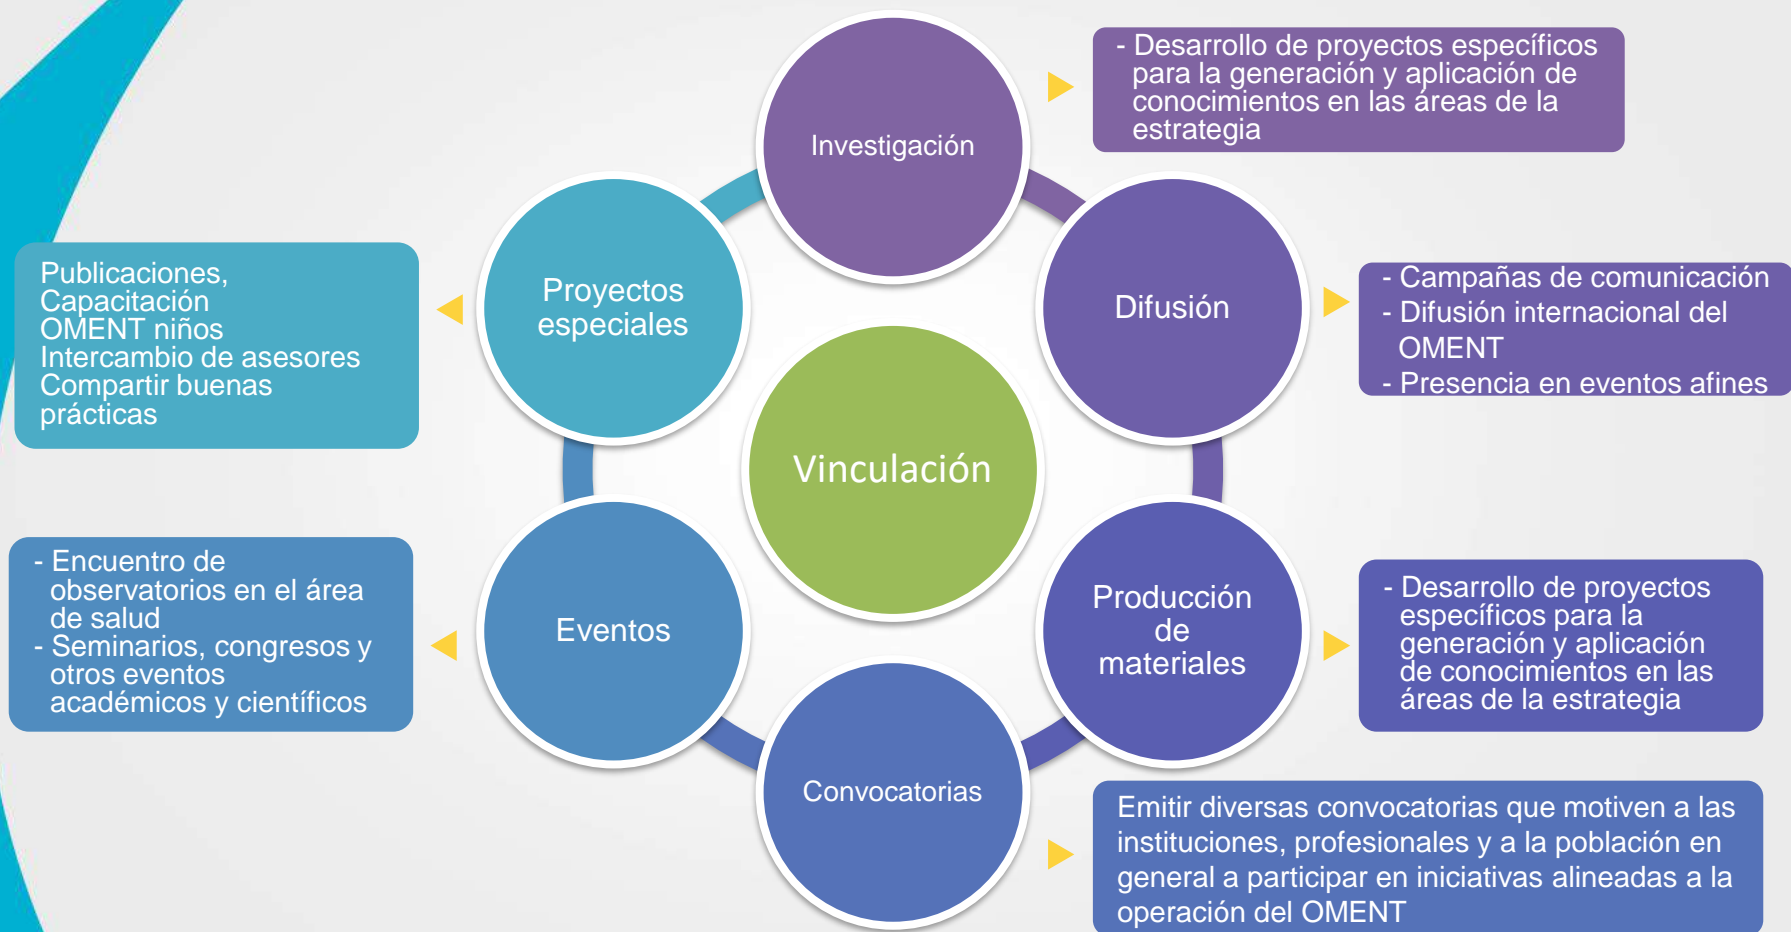 Investigación
- Desarrollo de proyectos específicos
para la generación y aplicación de
conocimientos en las áreas de la
estrategia
Difusión
- Campañas de comunicación
- Difusión internacional del
OMENT
- Presencia en eventos afines
Producción
de
materiales
- Desarrollo de proyectos
específicos para la
generación y aplicación
de conocimientos en las
áreas de la estrategia
Convocatorias
Emitir diversas convocatorias que motiven a las
instituciones, profesionales y a la población en
general a participar en iniciativas alineadas a la
operación del OMENT
Eventos
- Encuentro de
observatorios en el área
de salud
- Seminarios, congresos y
otros eventos
académicos y científicos
Proyectos
especiales
Publicaciones,
Capacitación
OMENT niños
Intercambio de asesores
Compartir buenas
prácticas
Vinculación